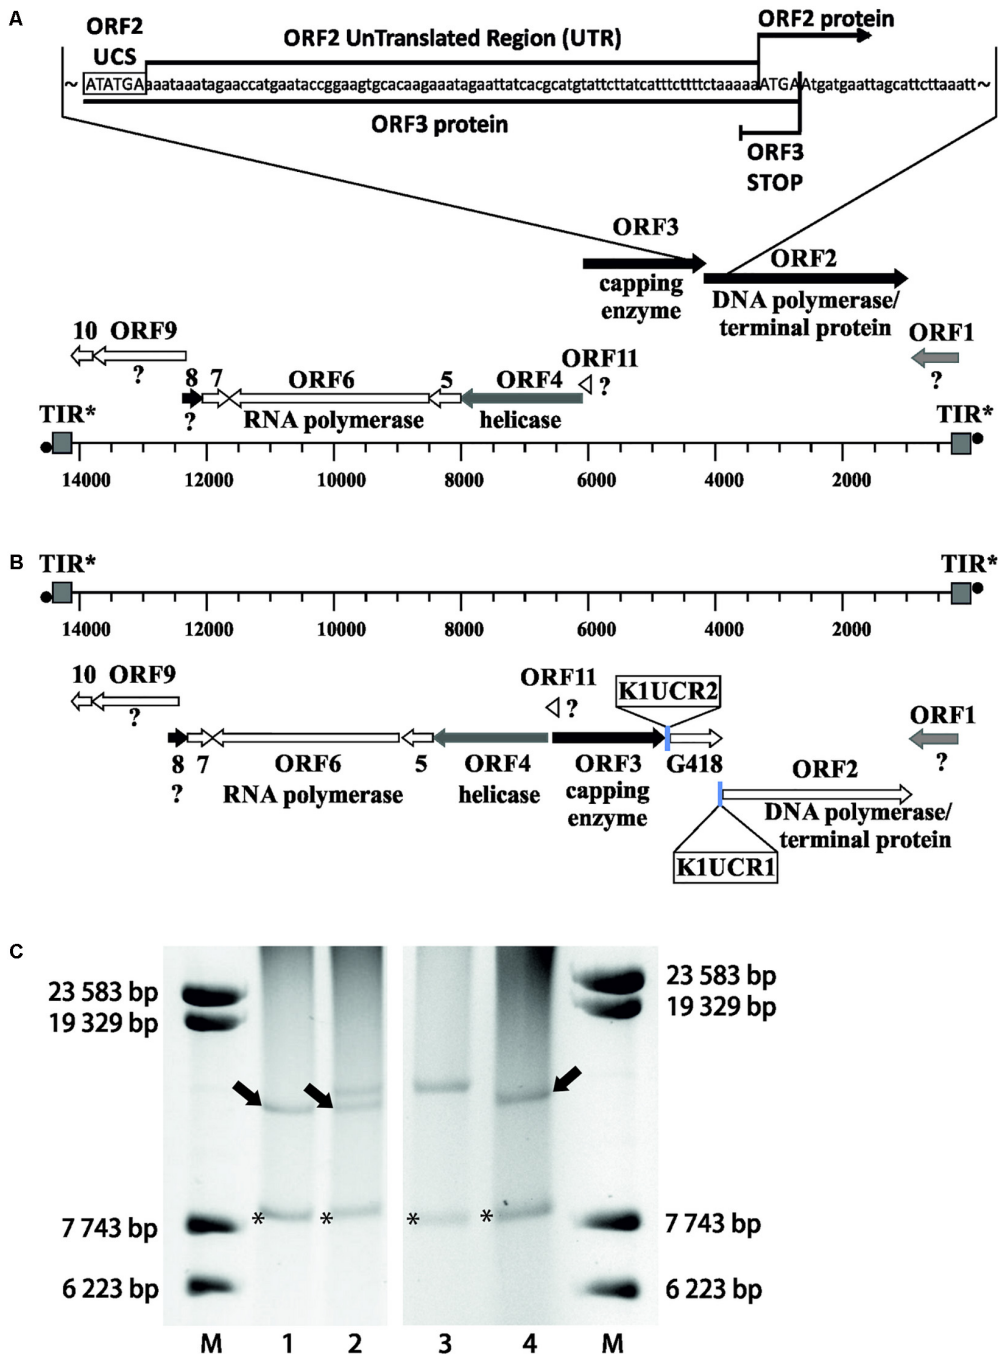 A
ORF2 UCS
ORF2 UnTranslated Region (UTR)
ORF2 protein
~ ATATGAaaataaatagaaccatgaataccggaagtgcacaagaaatagaattatcacgcatgtattcttatcatttcttttctaaaaaATGAAtgatgaattagcattcttaaatt~
ORF3 protein
ORF3 STOP
ORF3
capping enzyme
ORF2
DNA polymerase/ terminal protein
10 ORF9
?
8 7 ORF6 5 ORF4
?
RNA polymerase
helicase
ORF11
?
ORF1
?
TIR*
TIR*
14000 12000 10000 8000 6000 4000 2000
B
TIR*
TIR*
14000 12000 10000 8000 6000 4000 2000
10 ORF9
?
ORF11
?
K1UCR2
ORF1
?
8 7 ORF6 5 ORF4 ORF3 G418
?
RNA polymerase
helicase
capping enzyme
ORF2
DNA polymerase/ terminal protein
K1UCR1
C
23 583 bp
19 329 bp
7 743 bp
6 223 bp
* * * *
23 583 bp
19 329 bp
7 743 bp
6 223 bp
M 1 2 3 4 M